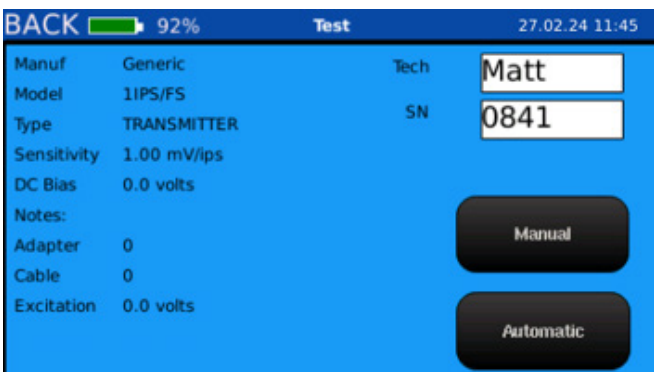 BACK 92% Test 27.02.24 11:45
Manuf Generic Tech Matt
Model 1IPS/FS
Type TRANSMITTER SN 0841
Sensitivity 1.00 mV/ips
DC Bias 0.0 volts
Notes:
Adapter 0
Cable 0
Excitation 0.0 volts
Manual
Automatic